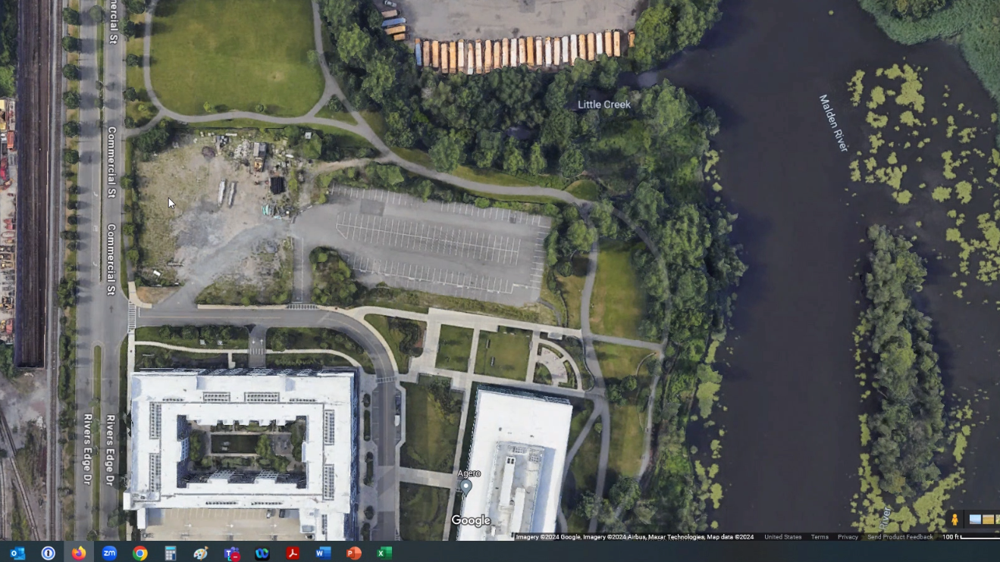 mercial St
Little Creek
Malden River
Commercial St
Commercial St
Rivers Edge Dr
Rivers Edge Dr
Agero
Google
River
Imagery ©2024 Google, Imagery ©2024 Airbus, Maxar Technologies, Map data ©2024 United States Terms Privacy Send Product Feedback 100 ft
zm
W
P
X